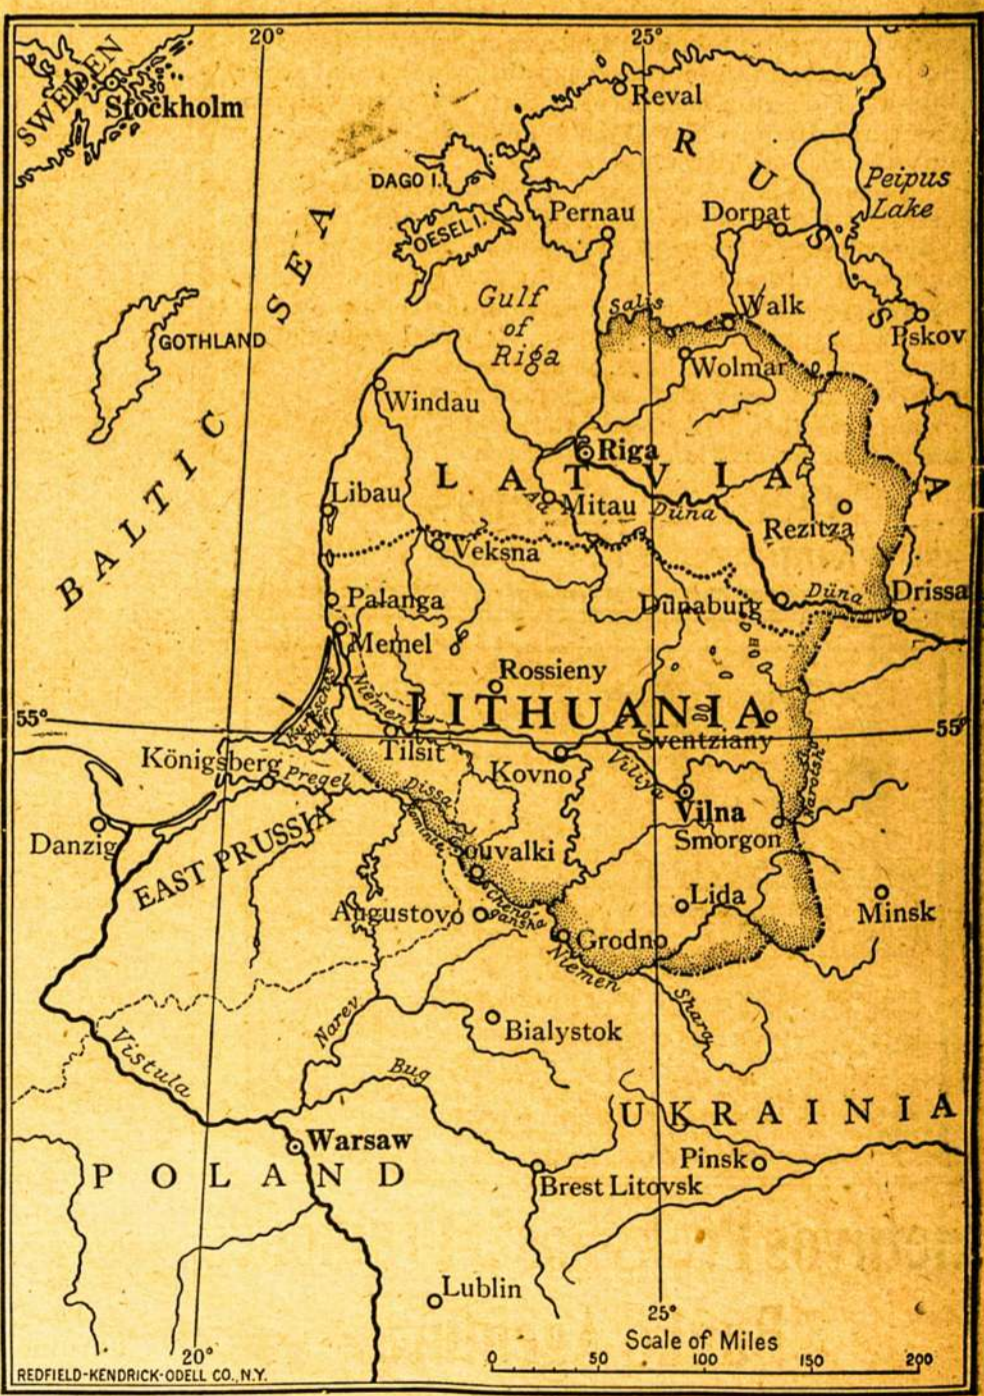 20°
25°
SWEDEN
Stockholm
Reval
RUSSIA
DAGO I.
OESEL I.
Peipus
Lake
Pernau
Dorpat
BALTIC SEA
Gulf
of
Riga
Salis
Walk
Pskov
GOTHLAND
Wolmar
Windau
Riga
LATVIA
Libau
Aa
Mitau
Düna
Rezitza
Veksna
Palanga
Dünaburg
Düna
Drissa
Memel
Rossieny
Niemen
LITHUANIA
55°
55°
Tilsit
Sventziany
Königsberg
Pregel
Kovno
Viliya
Dissa
Vilna
Danzig
EAST PRUSSIA
Smorgon
Souvalki
Lida
Minsk
Augustovo
Grodno
Niemen
Shara
Narev
Bialystok
Vistula
Bug
UKRAINIA
Warsaw
Pinsk
POLAND
Brest Litovsk
Lublin
25°
Scale of Miles
20°
0 50 100 150 200
REDFIELD-KENDRICK-ODELL CO., N.Y.